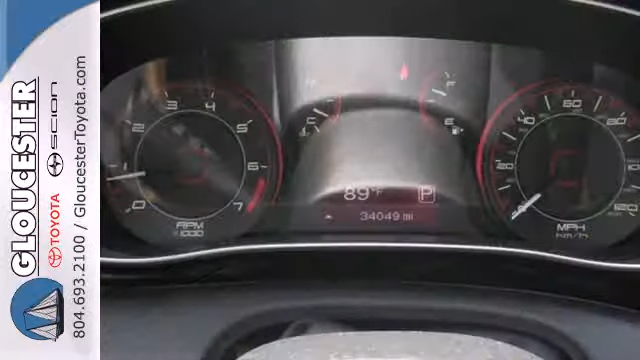 GLOUCESTER
TOYOTA SCION
804.693.2100 / GloucesterToyota.com
0 1 2 3 4 5 6 7
RPM
x1000
H
C
F
E
89°F P
34049 mi
20 40 60 80 120
MPH
km/h